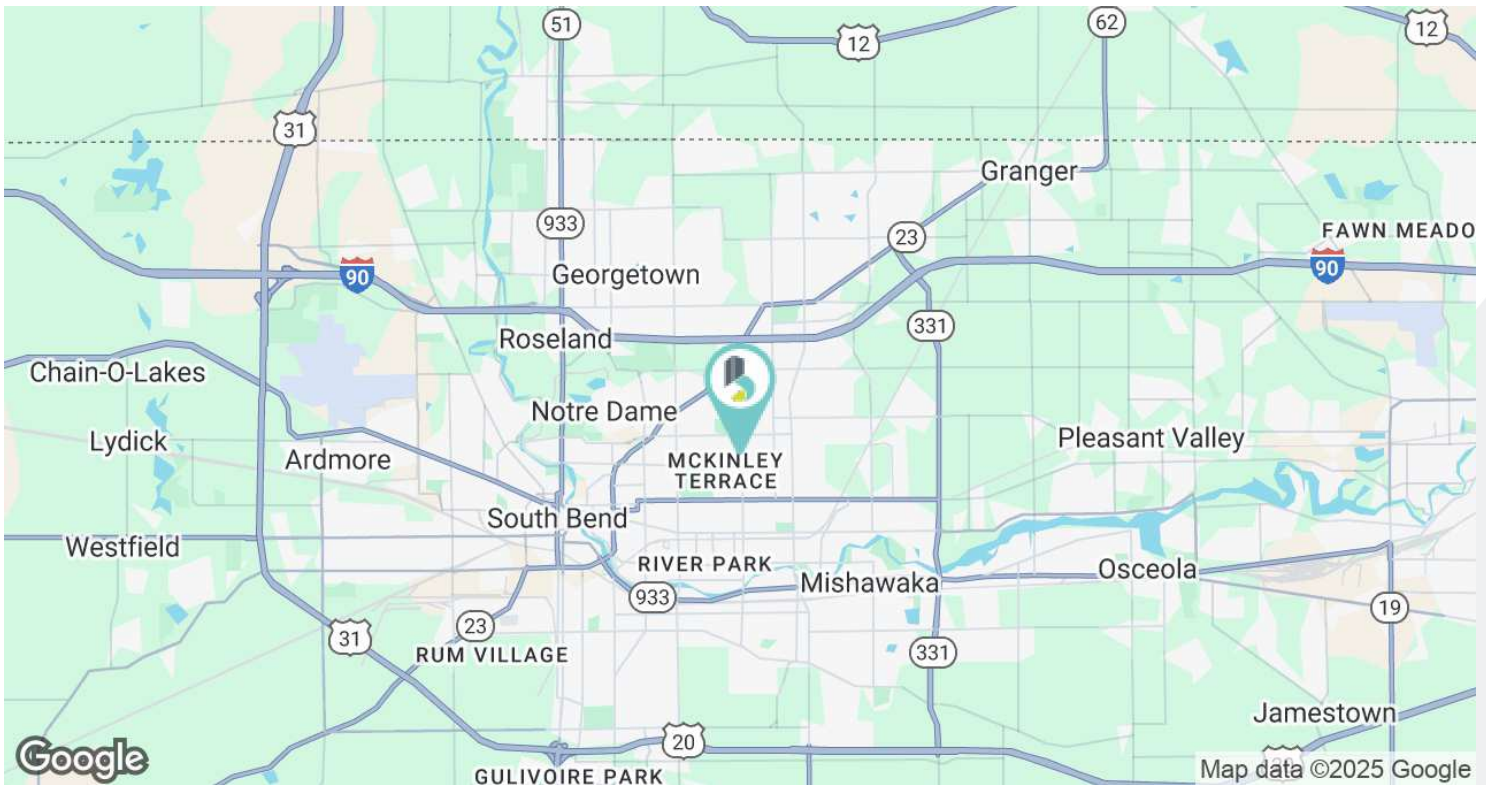 51
62
12
12
31
Granger
933
23
FAWN MEADO
90
Georgetown
90
331
Roseland
Chain-O-Lakes
Notre Dame
Pleasant Valley
Lydick
Ardmore
MCKINLEY
TERRACE
South Bend
Westfield
RIVER PARK
Osceola
Mishawaka
933
19
23
31
RUM VILLAGE
331
Jamestown
20
Google
GULIVOIRE PARK
Map data ©2025 Google